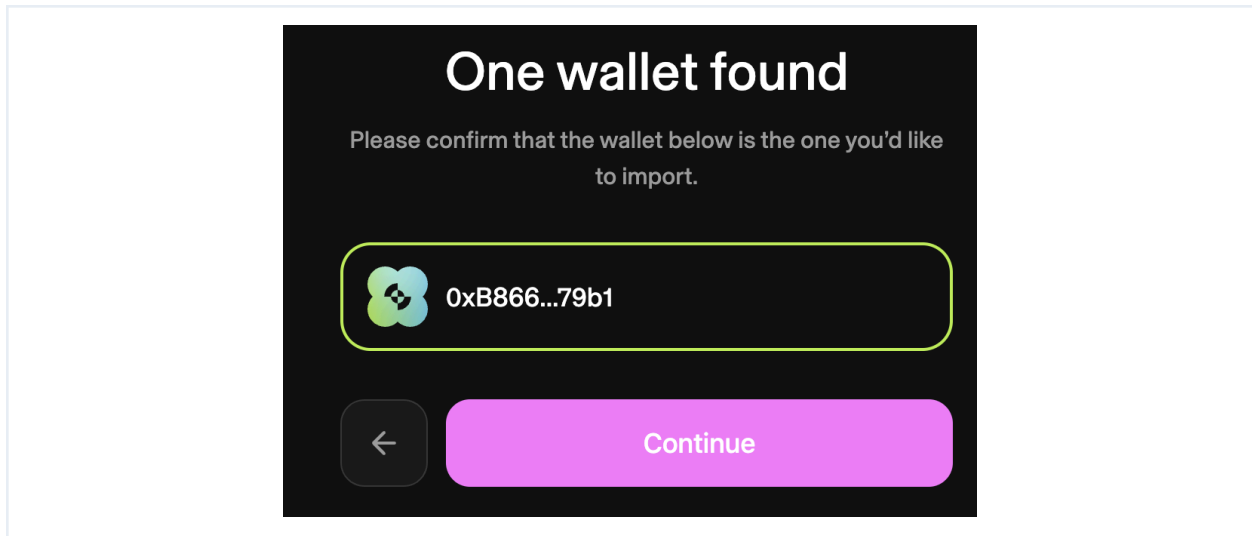 One wallet found
Please confirm that the wallet below is the one you’d like
to import.
0xB866...79b1
Continue